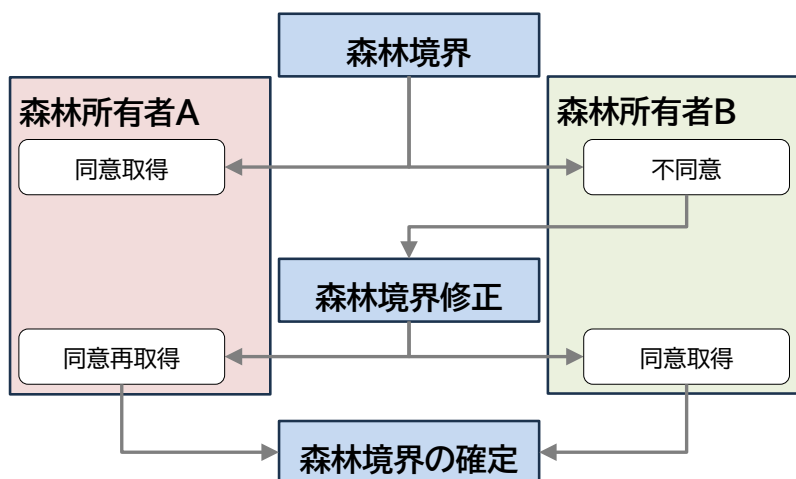 森林境界
森林所有者A
森林所有者B
同意取得
不同意
森林境界修正
同意再取得
同意取得
森林境界の確定